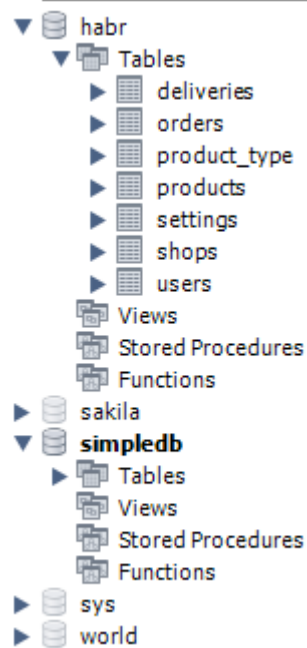 habr
Tables
deliveries
orders
product_type
products
settings
shops
users
Views
Stored Procedures
Functions
sakila
simpledb
Tables
Views
Stored Procedures
Functions
sys
world